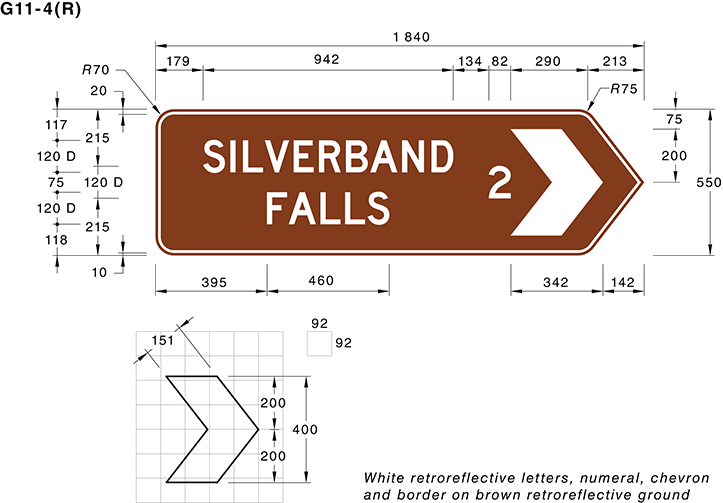 G11-4(R)
1 840
179
942
134
82
290
213
R70
R75
20
117
215
120 D
75
120 D
120 D
215
118
10
75
200
550
SILVERBAND
FALLS
2
395
460
342
142
151
92
92
200
400
200
White retroreflective letters, numeral, chevron
and border on brown retroreflective ground